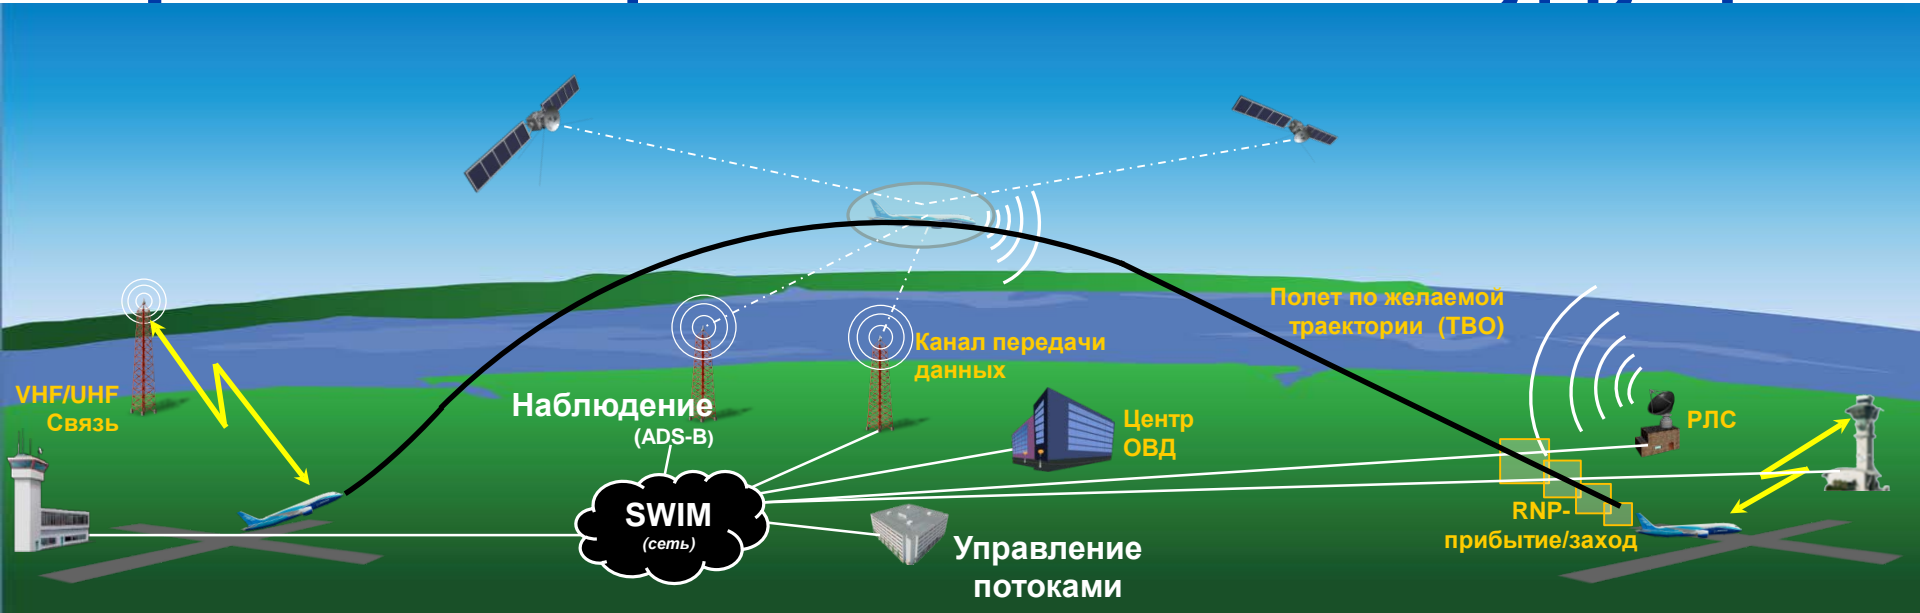 Полет по желаемой
траектории (TBO)
Канал передачи
данных
VHF/UHF
Связь
Наблюдение
(ADS-B)
Центр
ОВД
РЛС
SWIM
(сеть)
RNP-
прибытие/заход
Управление
потоками